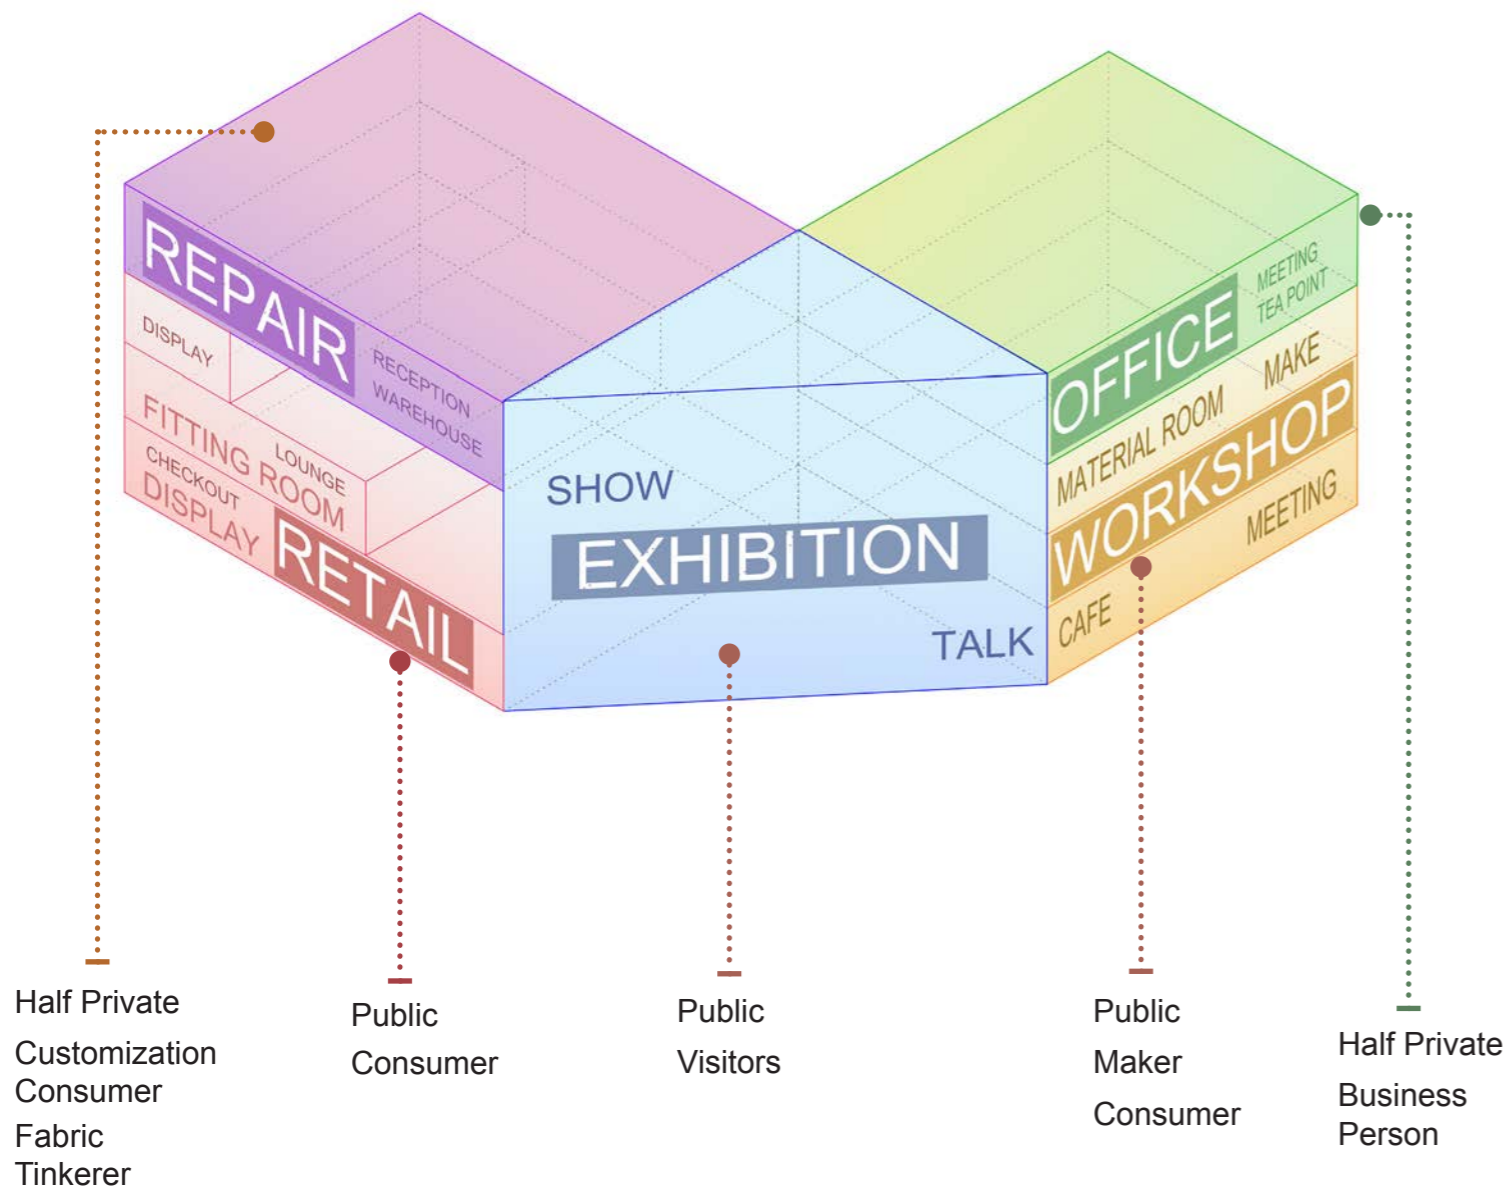 REPAIR
RECEPTION
WAREHOUSE
DISPLAY
FITTING ROOM
LOUNGE
CHECKOUT
DISPLAY
RETAIL
SHOW
EXHIBITION
TALK
OFFICE
MEETING
TEA POINT
MATERIAL ROOM
MAKE
WORKSHOP
CAFE
MEETING
Half Private
Customization
Consumer
Fabric
Tinkerer
Public
Consumer
Public
Visitors
Public
Maker
Consumer
Half Private
Business
Person